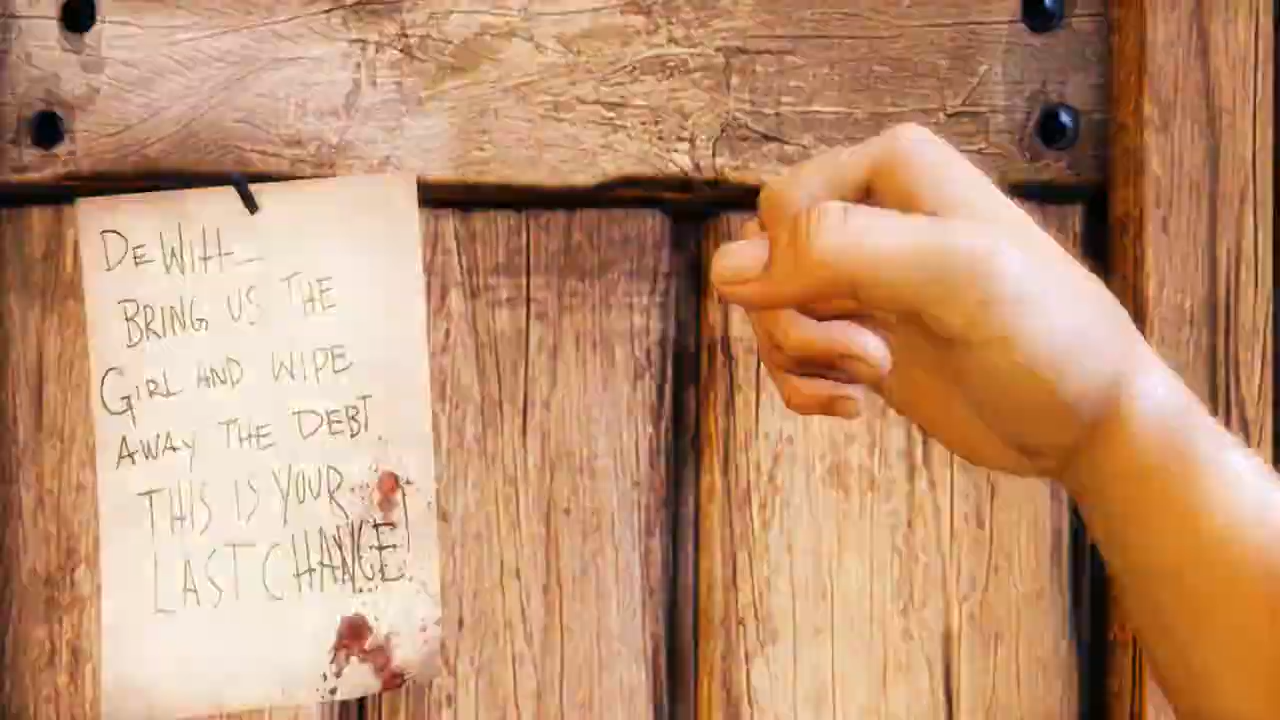 DEWITT–
BRING US THE
GIRL AND WIPE
AWAY THE DEBT.
THIS IS YOUR
LAST CHANCE!